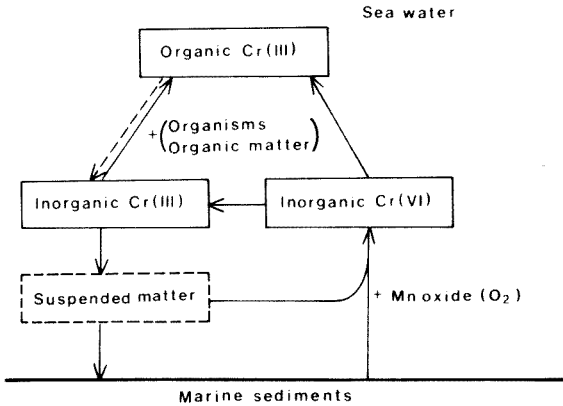 Sea water
Organic Cr(III)
+(Organisms
Organic matter)
Inorganic Cr(III)
Inorganic Cr(VI)
Suspended matter
+ Mn oxide (O₂)
Marine sediments